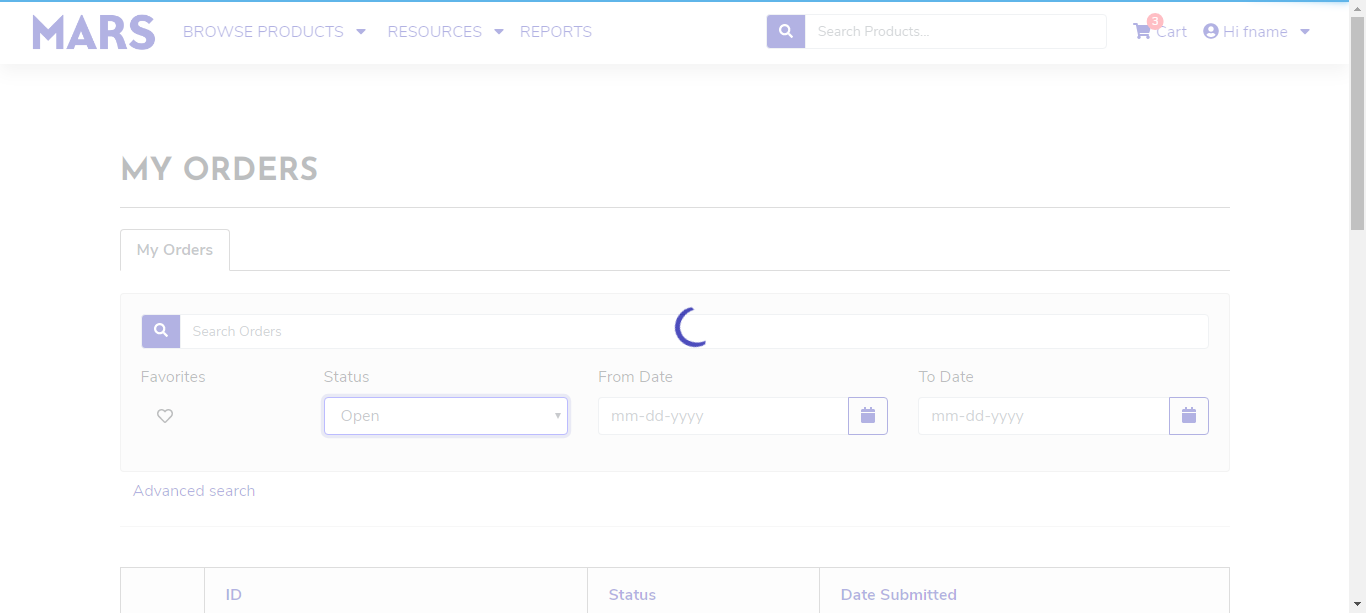 MARS BROWSE PRODUCTS RESOURCES REPORTS Search Products... 3 Cart Hi fname
MY ORDERS
My Orders
Search Orders
Favorites Status From Date To Date
Open mm-dd-yyyy mm-dd-yyyy
Advanced search
ID Status Date Submitted